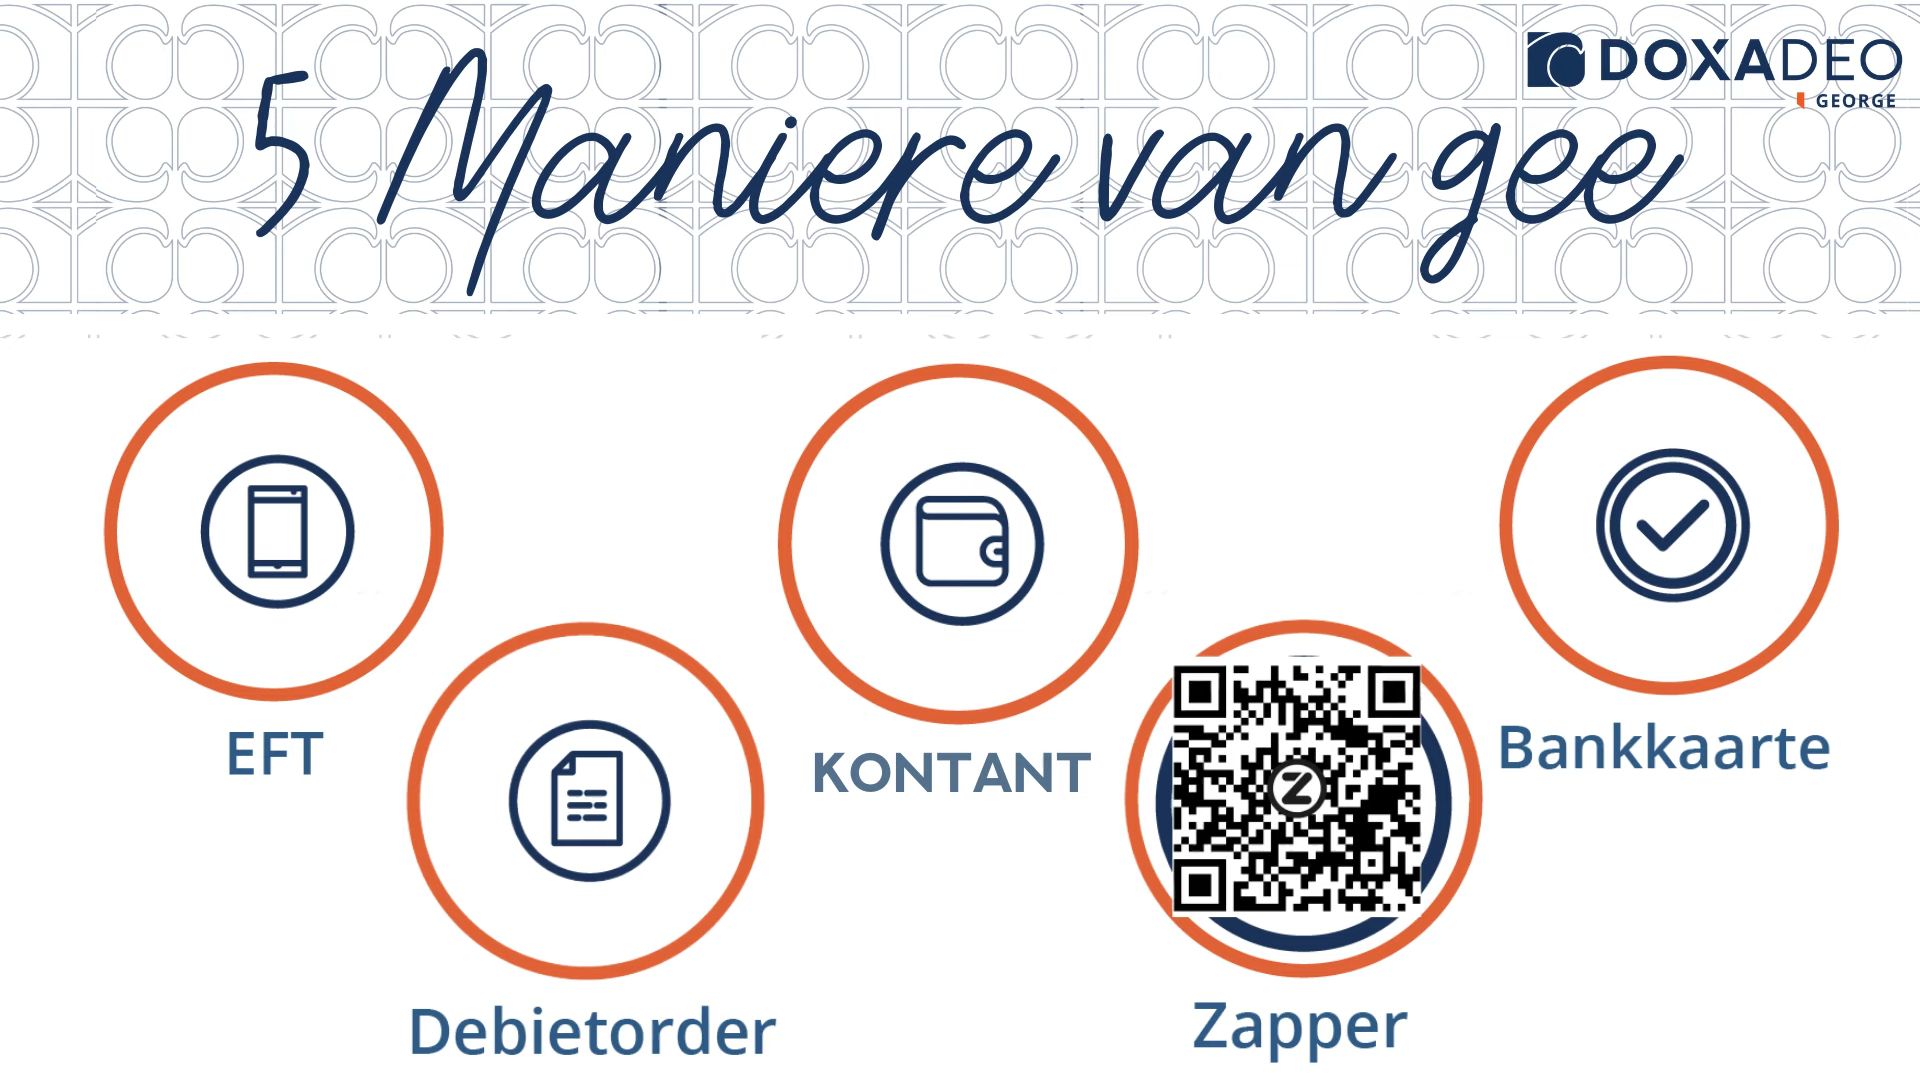 DOXADEO
GEORGE
5 Maniere van gee
EFT
KONTANT
Bankkaarte
Debietorder
Zapper